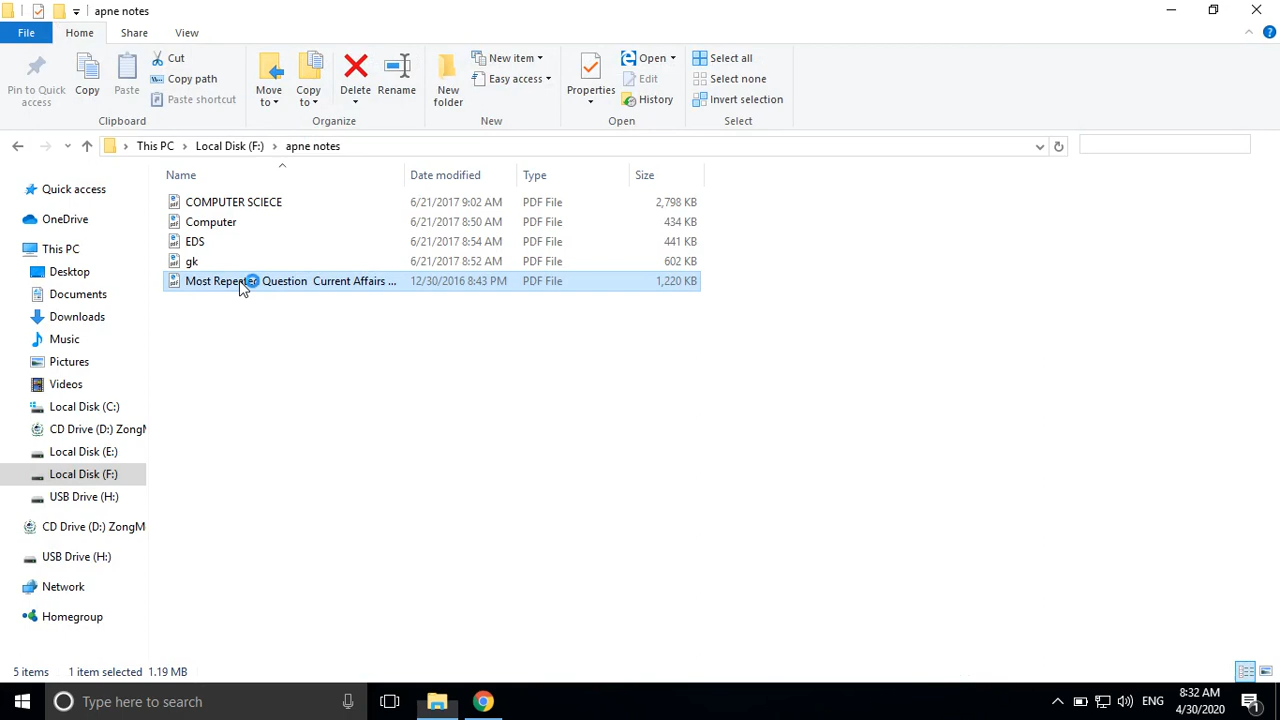 apne notes
File Home Share View
Pin to Quick access
Copy
Paste
Cut
Copy path
Paste shortcut
Clipboard
Move to
Copy to
Delete
Rename
Organize
New folder
New item
Easy access
New
Properties
Open
Edit
History
Open
Select all
Select none
Invert selection
Select
This PC Local Disk (F:) apne notes
Name Date modified Type Size
COMPUTER SCIECE 6/21/2017 9:02 AM PDF File 2,798 KB
Computer 6/21/2017 8:50 AM PDF File 434 KB
EDS 6/21/2017 8:54 AM PDF File 441 KB
gk 6/21/2017 8:52 AM PDF File 602 KB
Most Repeated Question Current Affairs ... 12/30/2016 8:43 PM PDF File 1,220 KB
Quick access
OneDrive
This PC
Desktop
Documents
Downloads
Music
Pictures
Videos
Local Disk (C:)
CD Drive (D:) ZongM
Local Disk (E:)
Local Disk (F:)
USB Drive (H:)
CD Drive (D:) ZongM
USB Drive (H:)
Network
Homegroup
5 items 1 item selected 1.19 MB
Type here to search
ENG
8:32 AM
4/30/2020
1